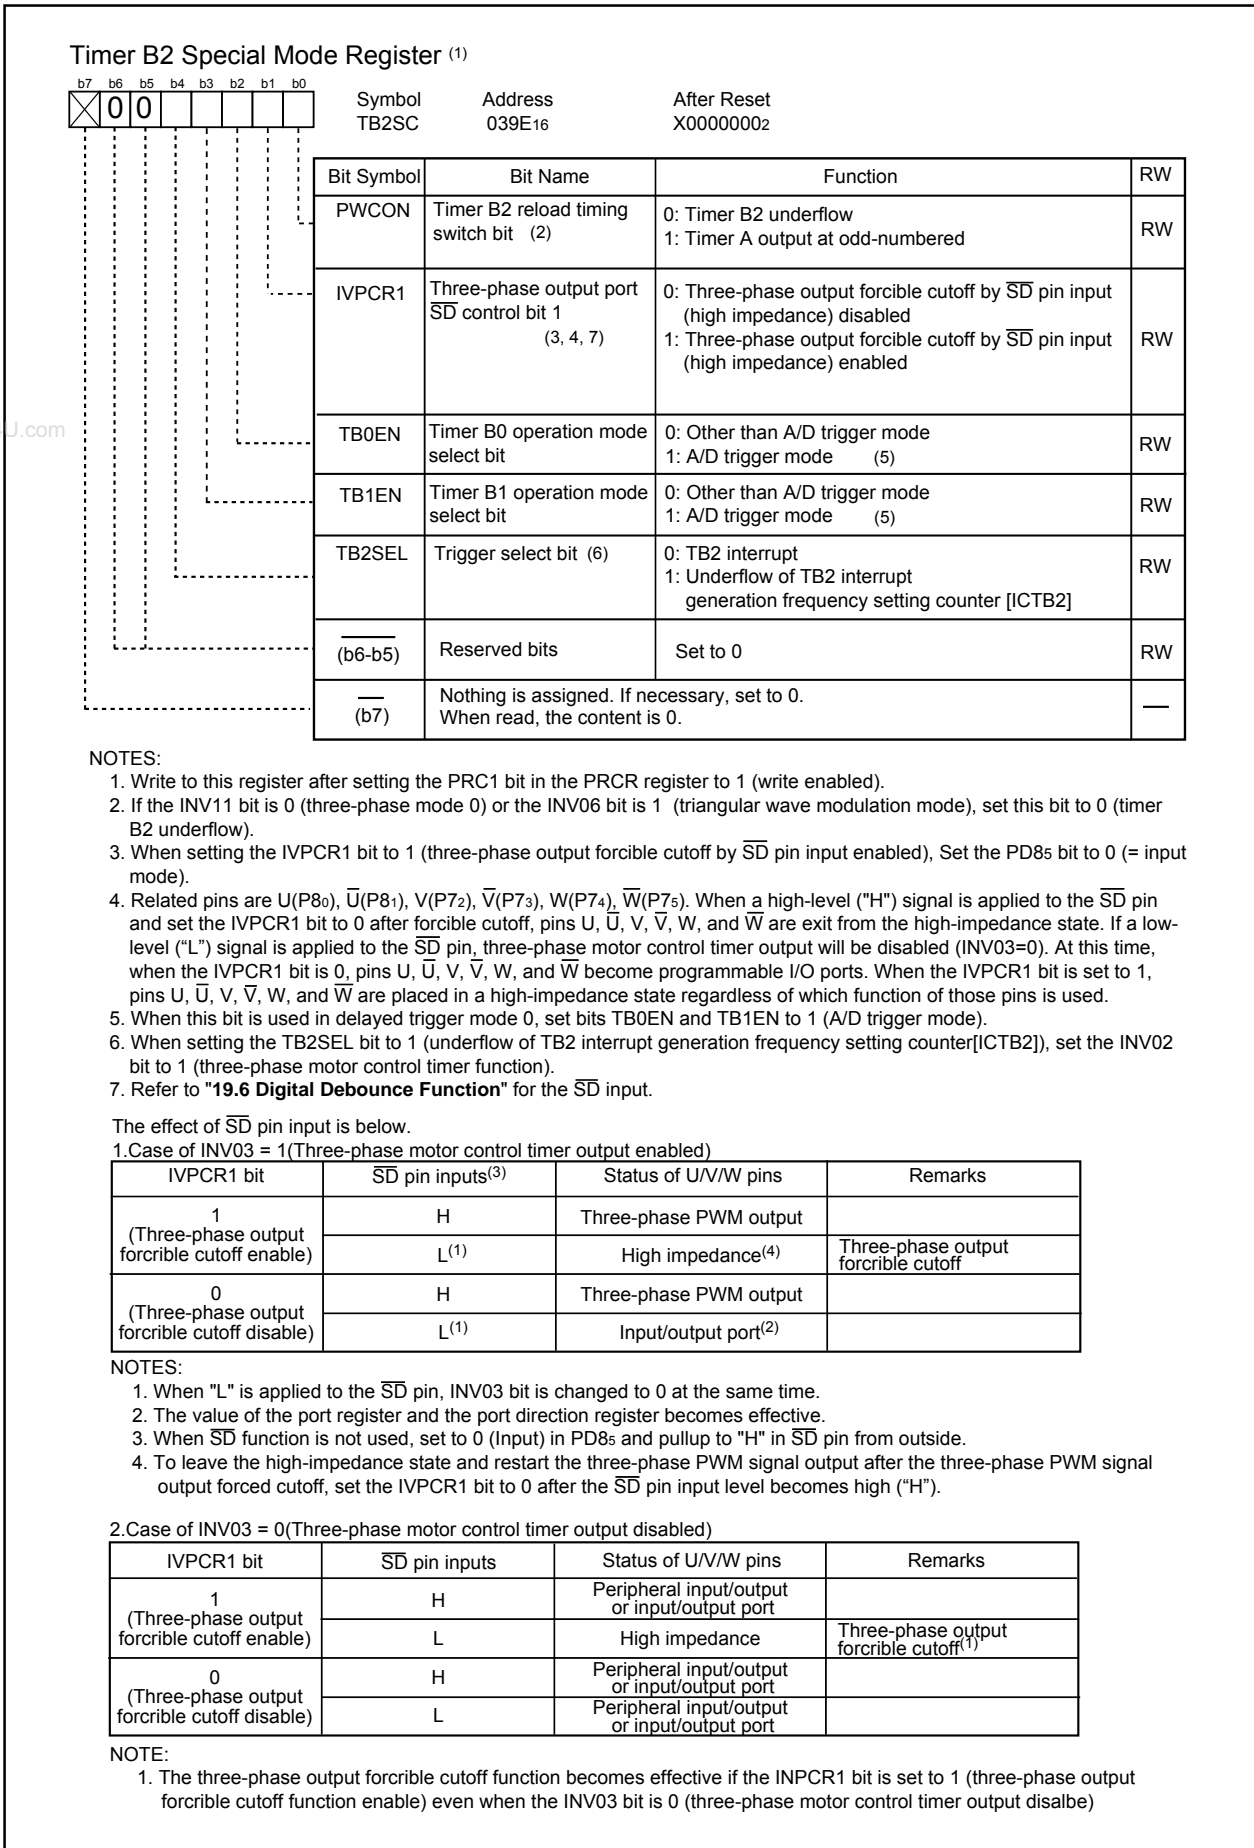 Timer B2 Special Mode Register (1)
b7 b6 b5 b4 b3 b2 b1 b0
0 0
Symbol Address After Reset
TB2SC 039E16 X00000002
Bit Symbol Bit Name Function RW
PWCON Timer B2 reload timing switch bit (2) 0: Timer B2 underflow
1: Timer A output at odd-numbered RW
IVPCR1 Three-phase output port S̅D̅ control bit 1 (3, 4, 7) 0: Three-phase output forcible cutoff by S̅D̅ pin input
(high impedance) disabled
1: Three-phase output forcible cutoff by S̅D̅ pin input
(high impedance) enabled RW
U.com
TB0EN Timer B0 operation mode select bit 0: Other than A/D trigger mode
1: A/D trigger mode (5) RW
TB1EN Timer B1 operation mode select bit 0: Other than A/D trigger mode
1: A/D trigger mode (5) RW
TB2SEL Trigger select bit (6) 0: TB2 interrupt
1: Underflow of TB2 interrupt
generation frequency setting counter [ICTB2] RW
(b6-b5) Reserved bits Set to 0 RW
(b7) Nothing is assigned. If necessary, set to 0.
When read, the content is 0. —
NOTES:
1. Write to this register after setting the PRC1 bit in the PRCR register to 1 (write enabled).
2. If the INV11 bit is 0 (three-phase mode 0) or the INV06 bit is 1 (triangular wave modulation mode), set this bit to 0 (timer
B2 underflow).
3. When setting the IVPCR1 bit to 1 (three-phase output forcible cutoff by S̅D̅ pin input enabled), Set the PD85 bit to 0 (= input
mode).
4. Related pins are U(P80), U̅(P81), V(P72), V̅(P73), W(P74), W̅(P75). When a high-level ("H") signal is applied to the S̅D̅ pin
and set the IVPCR1 bit to 0 after forcible cutoff, pins U, U̅, V, V̅, W, and W̅ are exit from the high-impedance state. If a low-
level (“L”) signal is applied to the S̅D̅ pin, three-phase motor control timer output will be disabled (INV03=0). At this time,
when the IVPCR1 bit is 0, pins U, U̅, V, V̅, W, and W̅ become programmable I/O ports. When the IVPCR1 bit is set to 1,
pins U, U̅, V, V̅, W, and W̅ are placed in a high-impedance state regardless of which function of those pins is used.
5. When this bit is used in delayed trigger mode 0, set bits TB0EN and TB1EN to 1 (A/D trigger mode).
6. When setting the TB2SEL bit to 1 (underflow of TB2 interrupt generation frequency setting counter[ICTB2]), set the INV02
bit to 1 (three-phase motor control timer function).
7. Refer to "19.6 Digital Debounce Function" for the S̅D̅ input.
The effect of S̅D̅ pin input is below.
1.Case of INV03 = 1(Three-phase motor control timer output enabled)
IVPCR1 bit S̅D̅ pin inputs(3) Status of U/V/W pins Remarks
1
(Three-phase output
forcrible cutoff enable)
H Three-phase PWM output
L(1) High impedance(4) Three-phase output
forcrible cutoff
0
(Three-phase output
forcrible cutoff disable)
H Three-phase PWM output
L(1) Input/output port(2)
NOTES:
1. When "L" is applied to the S̅D̅ pin, INV03 bit is changed to 0 at the same time.
2. The value of the port register and the port direction register becomes effective.
3. When S̅D̅ function is not used, set to 0 (Input) in PD85 and pullup to "H" in S̅D̅ pin from outside.
4. To leave the high-impedance state and restart the three-phase PWM signal output after the three-phase PWM signal
output forced cutoff, set the IVPCR1 bit to 0 after the S̅D̅ pin input level becomes high (“H”).
2.Case of INV03 = 0(Three-phase motor control timer output disabled)
IVPCR1 bit S̅D̅ pin inputs Status of U/V/W pins Remarks
1
(Three-phase output
forcrible cutoff enable)
H Peripheral input/output
or input/output port
L High impedance Three-phase output
forcrible cutoff(1)
0
(Three-phase output
forcrible cutoff disable)
H Peripheral input/output
or input/output port
L Peripheral input/output
or input/output port
NOTE:
1. The three-phase output forcrible cutoff function becomes effective if the INPCR1 bit is set to 1 (three-phase output
forcrible cutoff function enable) even when the INV03 bit is 0 (three-phase motor control timer output disalbe)